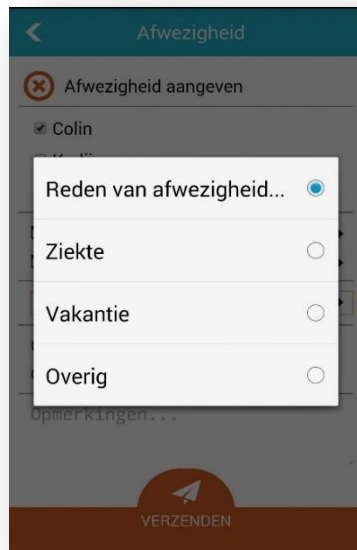 Afwezigheid
Afwezigheid aangeven
Colin
Reden van afwezigheid...
Ziekte
Vakantie
Overig
Opmerkingen...
VERZENDEN